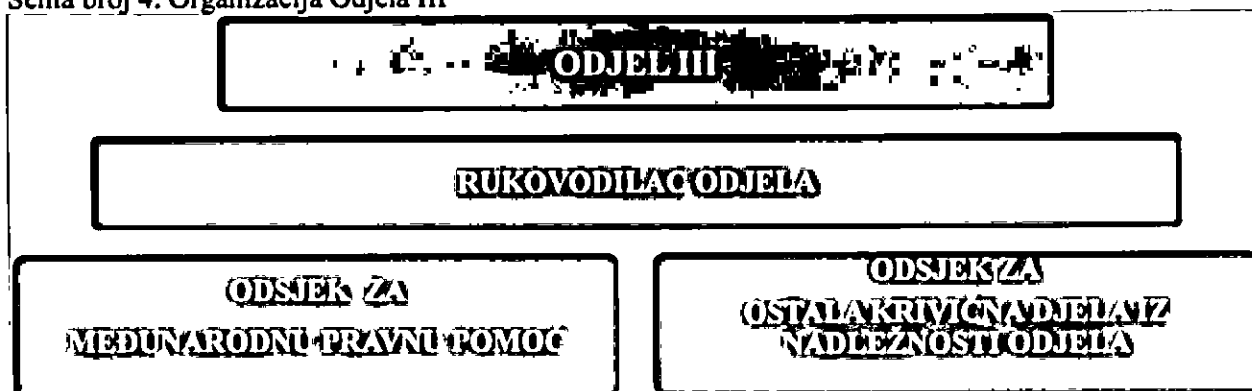 Šema broj 4. Organizacija Odjela III
ODJEL III
RUKOVODILAC ODJELA
ODSJEK ZA
MEĐUNARODNU PRAVNU POMOĆ
ODSJEK ZA
OSTALA KRIVIČNA DJELA IZ
NADLEŽNOSTI ODJELA